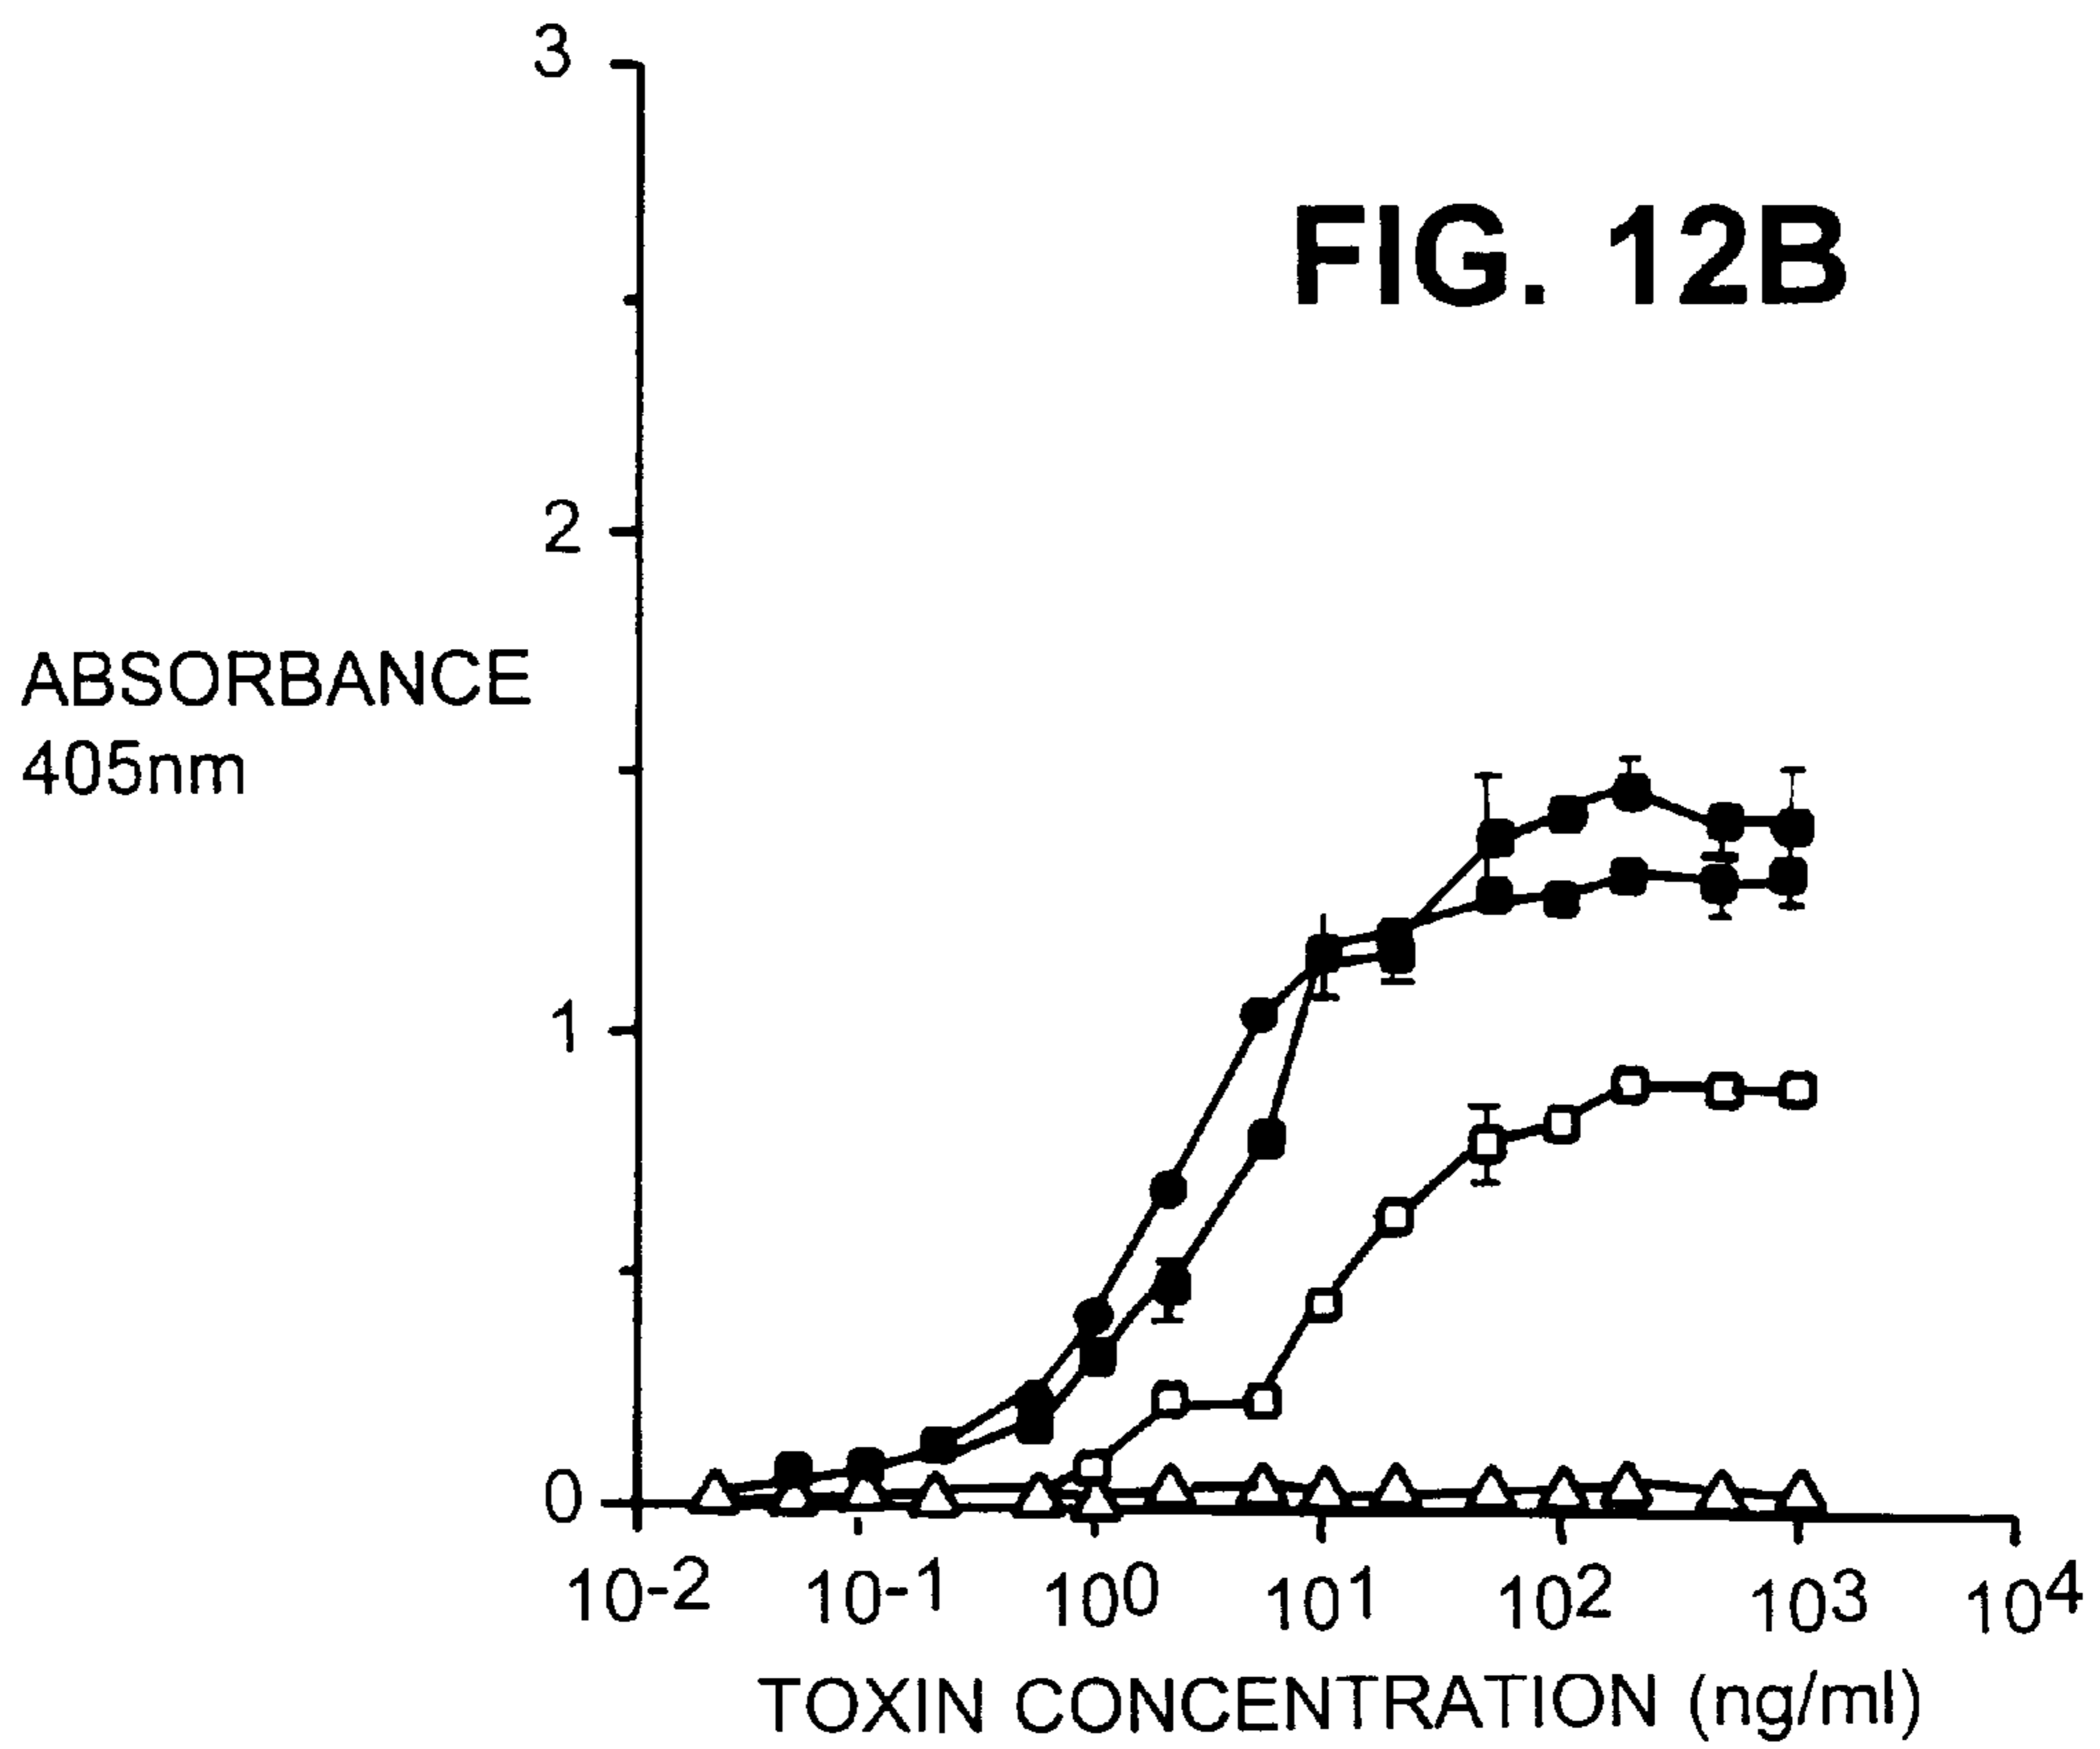 3
FIG. 12B
2
ABSORBANCE
405nm
1
0
10-2 10-1 100 101 102 103 104
TOXIN CONCENTRATION (ng/ml)